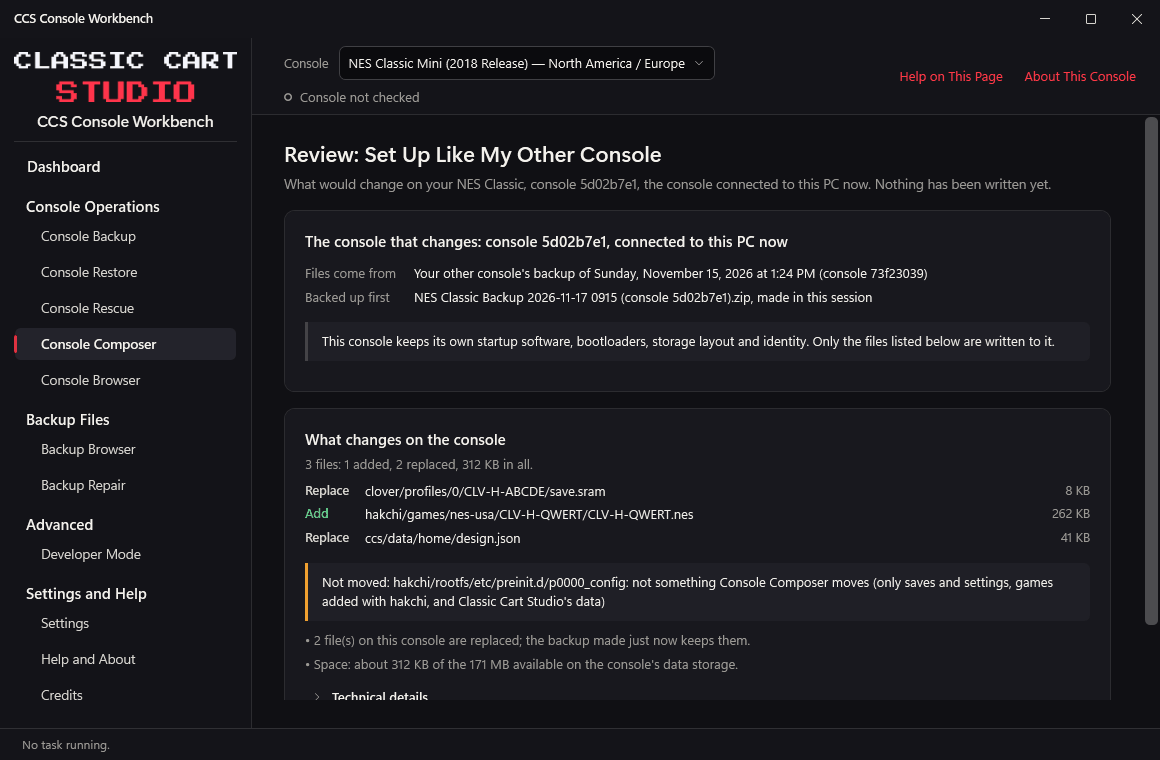 CCS Console Workbench
CLASSIC CART
STUDIO
CCS Console Workbench
Dashboard
Console Operations
Console Backup
Console Restore
Console Rescue
Console Composer
Console Browser
Backup Files
Backup Browser
Backup Repair
Advanced
Developer Mode
Settings and Help
Settings
Help and About
Credits
Console NES Classic Mini (2018 Release) — North America / Europe
Console not checked
Help on This Page About This Console
Review: Set Up Like My Other Console
What would change on your NES Classic, console 5d02b7e1, the console connected to this PC now. Nothing has been written yet.
The console that changes: console 5d02b7e1, connected to this PC now
Files come from Your other console's backup of Sunday, November 15, 2026 at 1:24 PM (console 73f23039)
Backed up first NES Classic Backup 2026-11-17 0915 (console 5d02b7e1).zip, made in this session
This console keeps its own startup software, bootloaders, storage layout and identity. Only the files listed below are written to it.
What changes on the console
3 files: 1 added, 2 replaced, 312 KB in all.
Replace clover/profiles/0/CLV-H-ABCDE/save.sram 8 KB
Add hakchi/games/nes-usa/CLV-H-QWERT/CLV-H-QWERT.nes 262 KB
Replace ccs/data/home/design.json 41 KB
Not moved: hakchi/rootfs/etc/preinit.d/p0000_config: not something Console Composer moves (only saves and settings, games
added with hakchi, and Classic Cart Studio's data)
• 2 file(s) on this console are replaced; the backup made just now keeps them.
• Space: about 312 KB of the 171 MB available on the console's data storage.
Technical details
No task running.